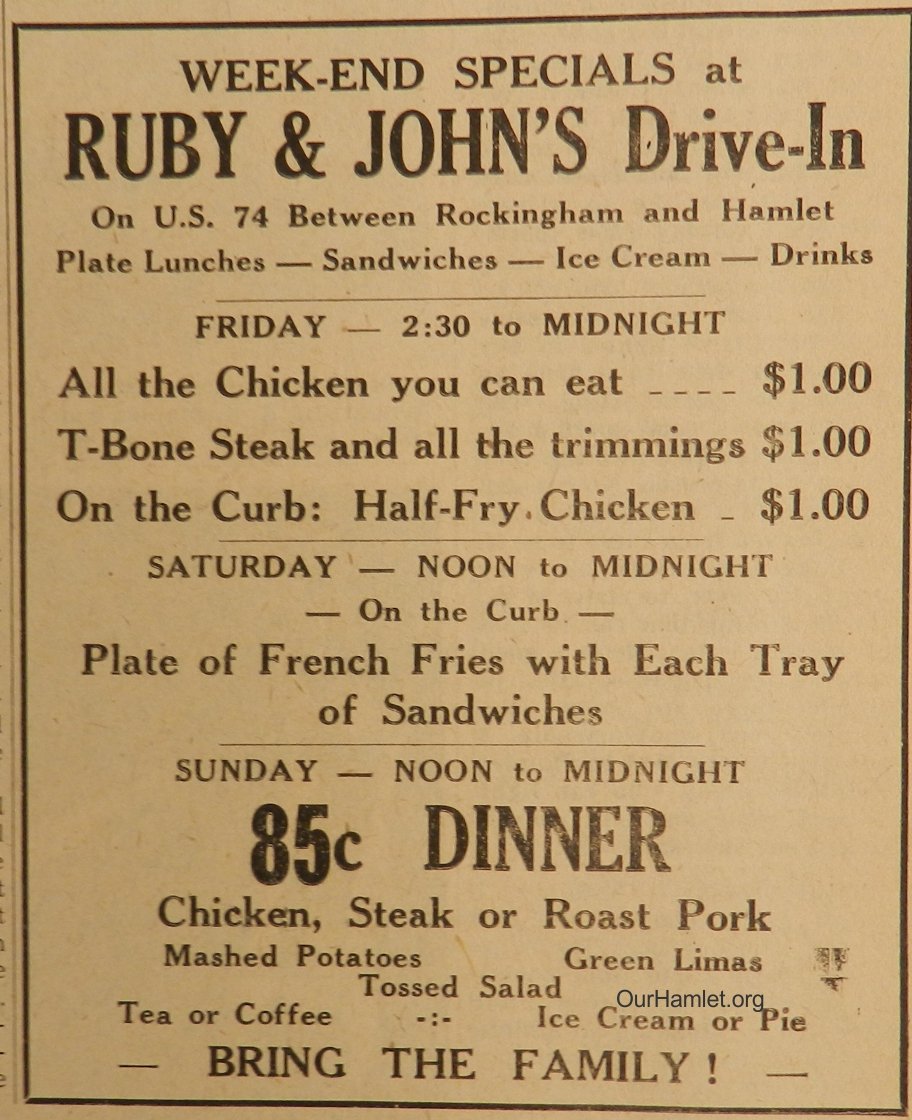 WEEK-END SPECIALS at
RUBY & JOHN'S Drive-In
On U.S. 74 Between Rockingham and Hamlet
Plate Lunches — Sandwiches — Ice Cream — Drinks
FRIDAY — 2:30 to MIDNIGHT
All the Chicken you can eat _ _ _ _ $1.00
T-Bone Steak and all the trimmings $1.00
On the Curb: Half-Fry Chicken _ $1.00
SATURDAY — NOON to MIDNIGHT
— On the Curb —
Plate of French Fries with Each Tray
of Sandwiches
SUNDAY — NOON to MIDNIGHT
85c DINNER
Chicken, Steak or Roast Pork
Mashed Potatoes Green Limas
Tossed Salad
OurHamlet.org
Tea or Coffee -:- Ice Cream or Pie
— BRING THE FAMILY! —